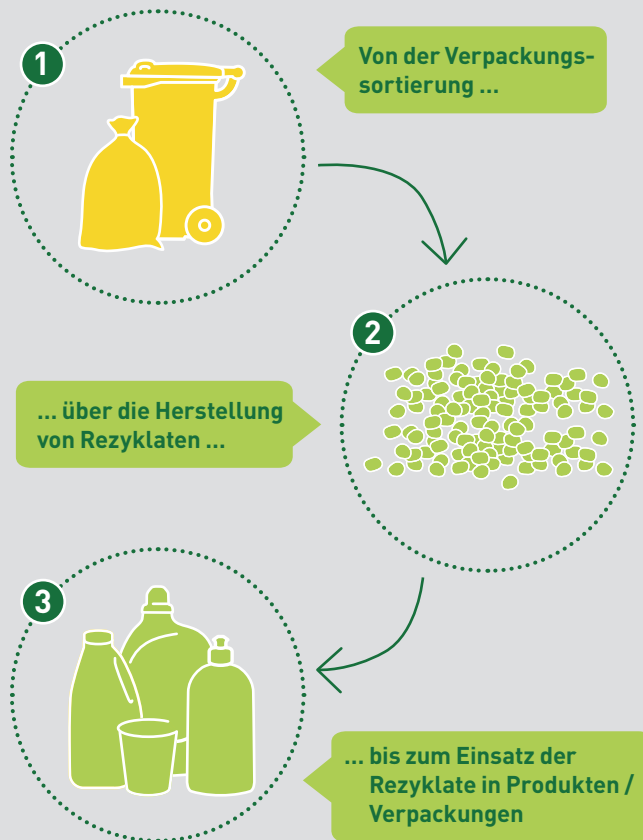 1
Von der Verpackungs-
sortierung ...
2
... über die Herstellung
von Rezyklaten ...
3
... bis zum Einsatz der
Rezyklate in Produkten /
Verpackungen